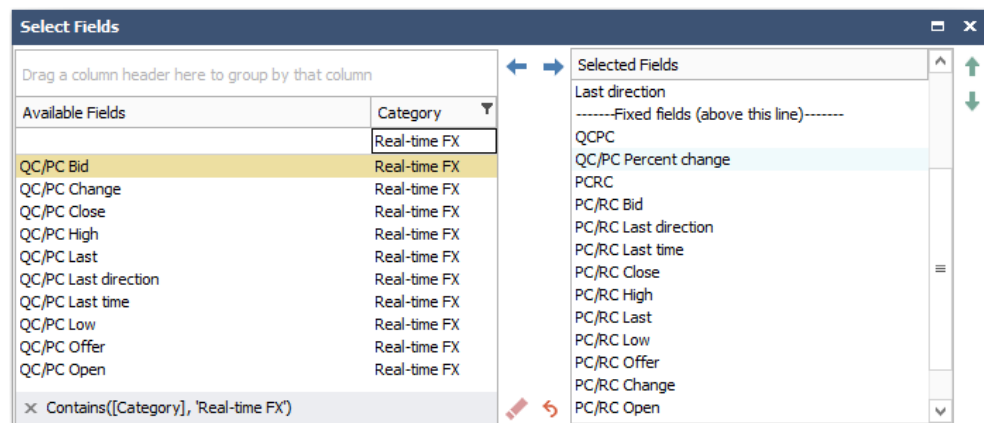 Select Fields
Drag a column header here to group by that column
Available Fields Category
Real-time FX
QC/PC Bid Real-time FX
QC/PC Change Real-time FX
QC/PC Close Real-time FX
QC/PC High Real-time FX
QC/PC Last Real-time FX
QC/PC Last direction Real-time FX
QC/PC Last time Real-time FX
QC/PC Low Real-time FX
QC/PC Offer Real-time FX
QC/PC Open Real-time FX
Contains([Category], 'Real-time FX')
Selected Fields
Last direction
-------Fixed fields (above this line)-------
QCPC
QC/PC Percent change
PCRC
PC/RC Bid
PC/RC Last direction
PC/RC Last time
PC/RC Close
PC/RC High
PC/RC Last
PC/RC Low
PC/RC Offer
PC/RC Change
PC/RC Open